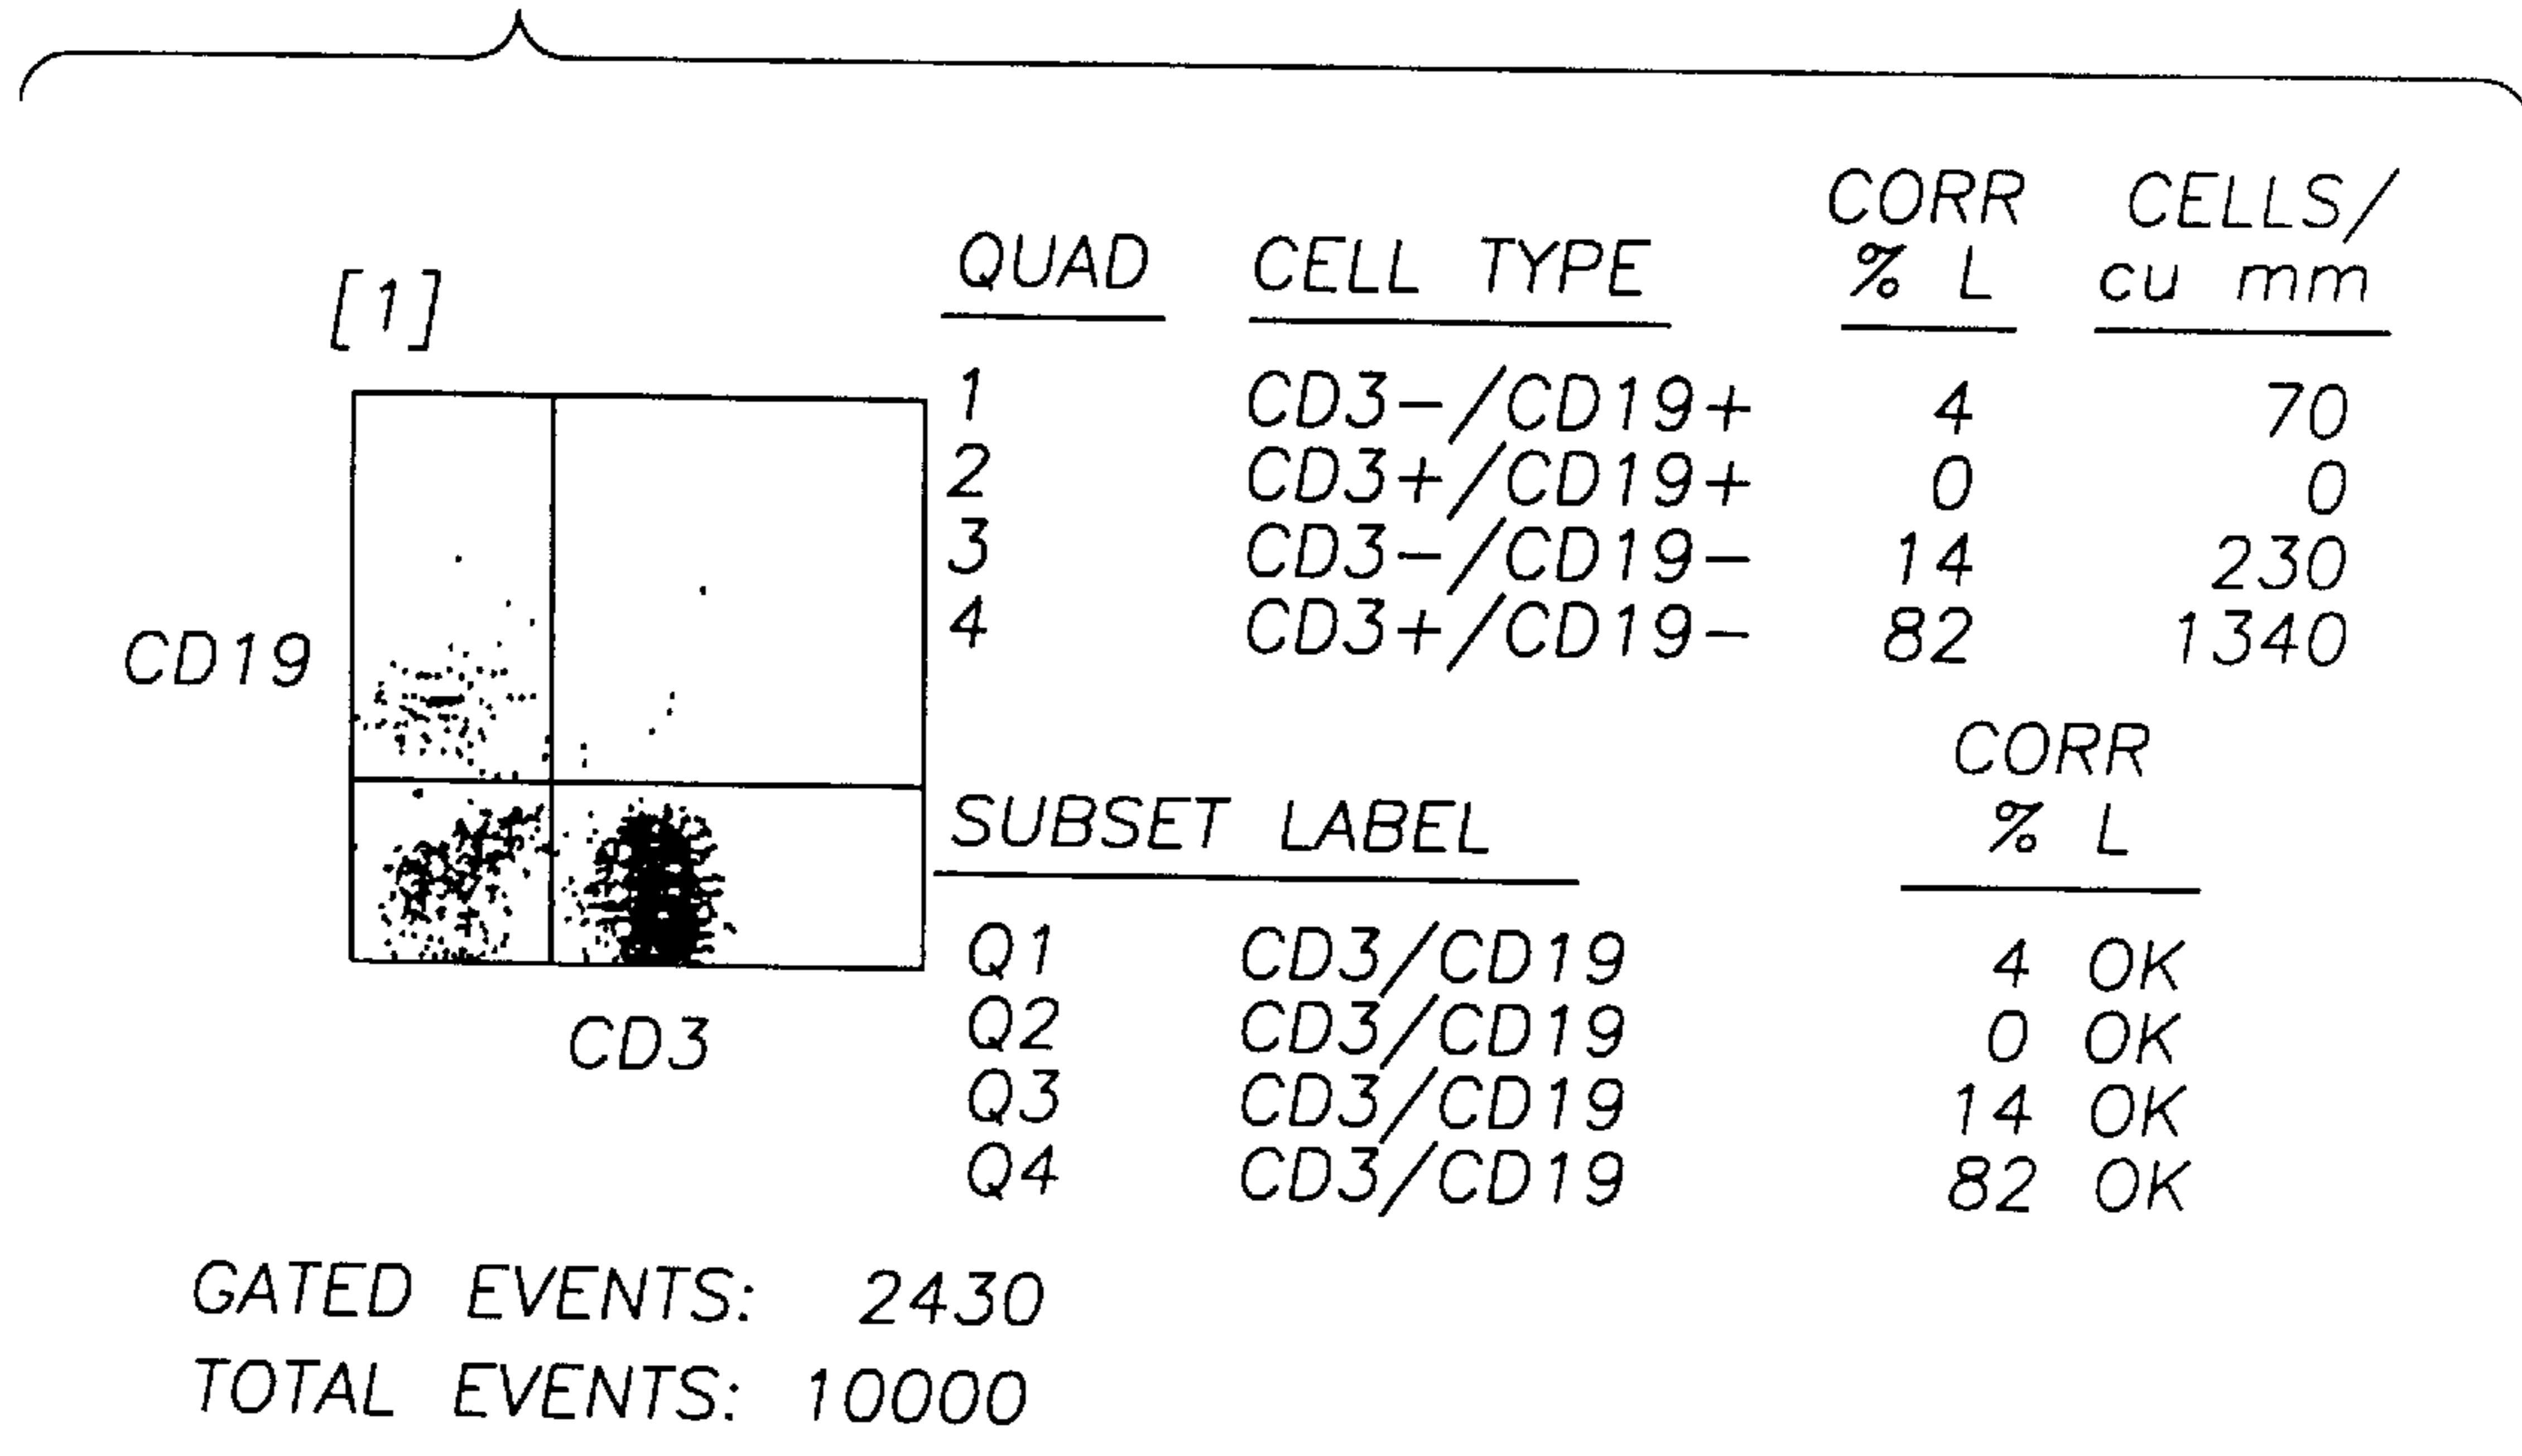 [1]
CD19
CD3
QUAD CELL TYPE CORR % L CELLS/ cu mm
1 CD3-/CD19+ 4 70
2 CD3+/CD19+ 0 0
3 CD3-/CD19- 14 230
4 CD3+/CD19- 82 1340
SUBSET LABEL CORR % L
Q1 CD3/CD19 4 OK
Q2 CD3/CD19 0 OK
Q3 CD3/CD19 14 OK
Q4 CD3/CD19 82 OK
GATED EVENTS: 2430
TOTAL EVENTS: 10000